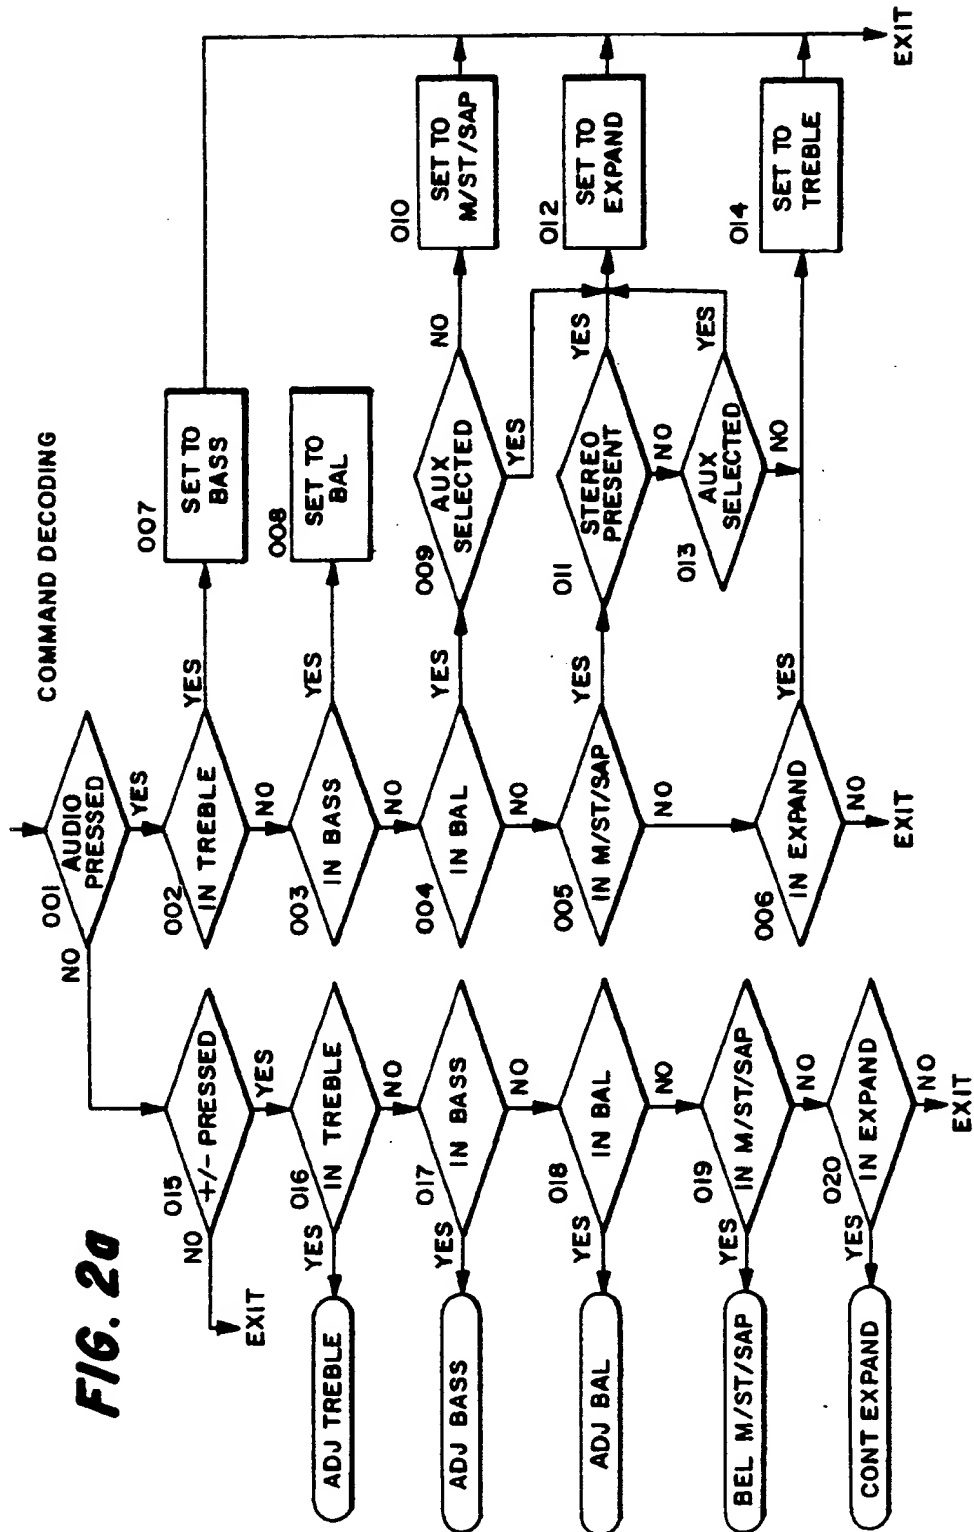 FIG. 2a
COMMAND DECODING
001
AUDIO
PRESSED
NO
YES
002
IN TREBLE
YES
NO
007
SET TO
BASS
003
IN BASS
YES
NO
008
SET TO
BAL
004
IN BAL
YES
NO
009
AUX
SELECTED
NO
YES
010
SET TO
M/ST/SAP
005
IN M/ST/SAP
YES
NO
011
STEREO
PRESENT
YES
NO
012
SET TO
EXPAND
013
AUX
SELECTED
YES
NO
006
IN EXPAND
YES
NO
EXIT
014
SET TO
TREBLE
EXIT
015
+/- PRESSED
NO
EXIT
YES
016
IN TREBLE
YES
NO
ADJ TREBLE
017
IN BASS
YES
NO
ADJ BASS
018
IN BAL
YES
NO
ADJ BAL
019
IN M/ST/SAP
YES
NO
BEL M/ST/SAP
020
IN EXPAND
YES
NO
CONT EXPAND
EXIT